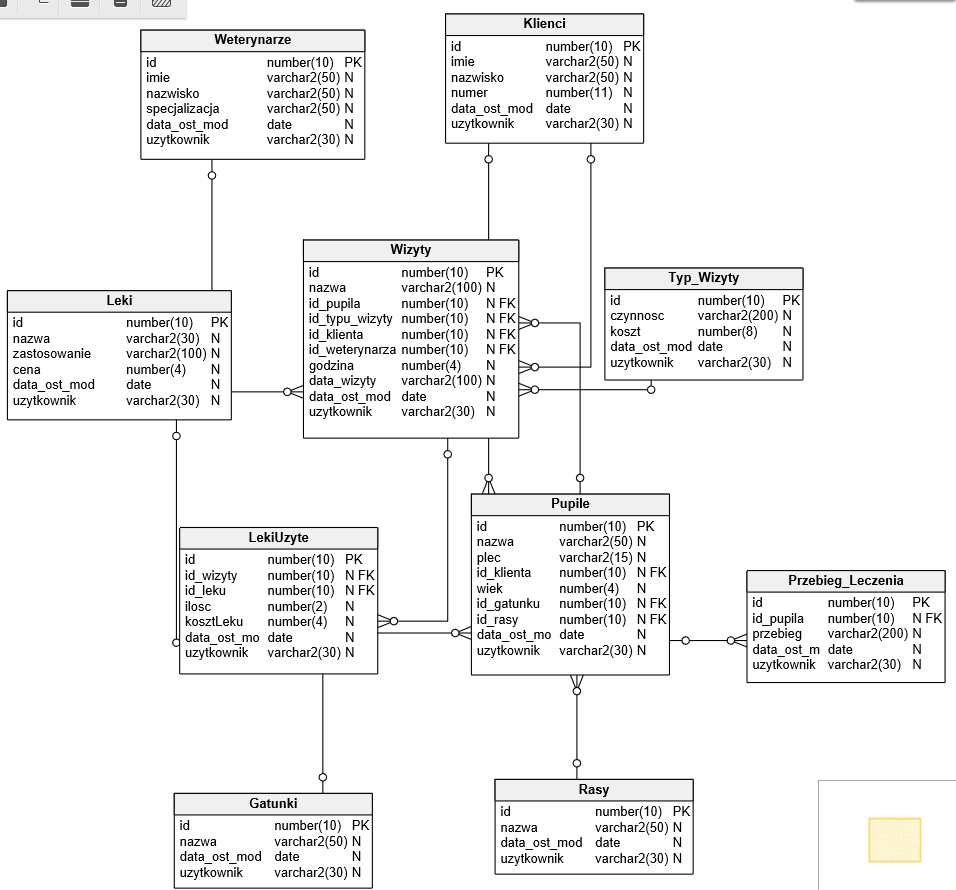 Weterynarze
id number(10) PK
imie varchar2(50) N
nazwisko varchar2(50) N
specjalizacja varchar2(50) N
data_ost_mod date N
uzytkownik varchar2(30) N
Klienci
id number(10) PK
imie varchar2(50) N
nazwisko varchar2(50) N
numer number(11) N
data_ost_mod date N
uzytkownik varchar2(30) N
Wizyty
id number(10) PK
nazwa varchar2(100) N
id_pupila number(10) N FK
id_typu_wizyty number(10) N FK
id_klienta number(10) N FK
id_weterynarza number(10) N FK
godzina number(4) N
data_wizyty varchar2(100) N
data_ost_mod date N
uzytkownik varchar2(30) N
Typ_Wizyty
id number(10) PK
czynnosc varchar2(200) N
koszt number(8) N
data_ost_mod date N
uzytkownik varchar2(30) N
Leki
id number(10) PK
nazwa varchar2(30) N
zastosowanie varchar2(100) N
cena number(4) N
data_ost_mod date N
uzytkownik varchar2(30) N
LekiUzyte
id number(10) PK
id_wizyty number(10) N FK
id_leku number(10) N FK
ilosc number(2) N
kosztLeku number(4) N
data_ost_mo date N
uzytkownik varchar2(30) N
Pupile
id number(10) PK
nazwa varchar2(50) N
plec varchar2(15) N
id_klienta number(10) N FK
wiek number(4) N
id_gatunku number(10) N FK
id_rasy number(10) N FK
data_ost_mo date N
uzytkownik varchar2(30) N
Przebieg_Leczenia
id number(10) PK
id_pupila number(10) N FK
przebieg varchar2(200) N
data_ost_m date N
uzytkownik varchar2(30) N
Gatunki
id number(10) PK
nazwa varchar2(50) N
data_ost_mod date N
uzytkownik varchar2(30) N
Rasy
id number(10) PK
nazwa varchar2(50) N
data_ost_mod date N
uzytkownik varchar2(30) N